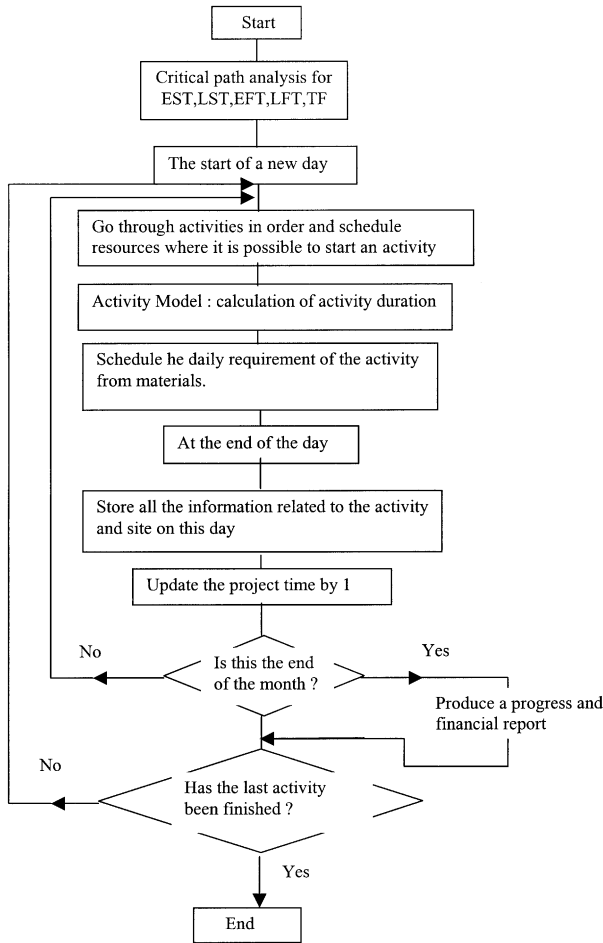 Start
Critical path analysis for
EST,LST,EFT,LFT,TF
The start of a new day
Go through activities in order and schedule
resources where it is possible to start an activity
Activity Model : calculation of activity duration
Schedule he daily requirement of the activity
from materials.
At the end of the day
Store all the information related to the activity
and site on this day
Update the project time by 1
No
Is this the end
of the month ?
Yes
Produce a progress and
financial report
No
Has the last activity
been finished ?
Yes
End